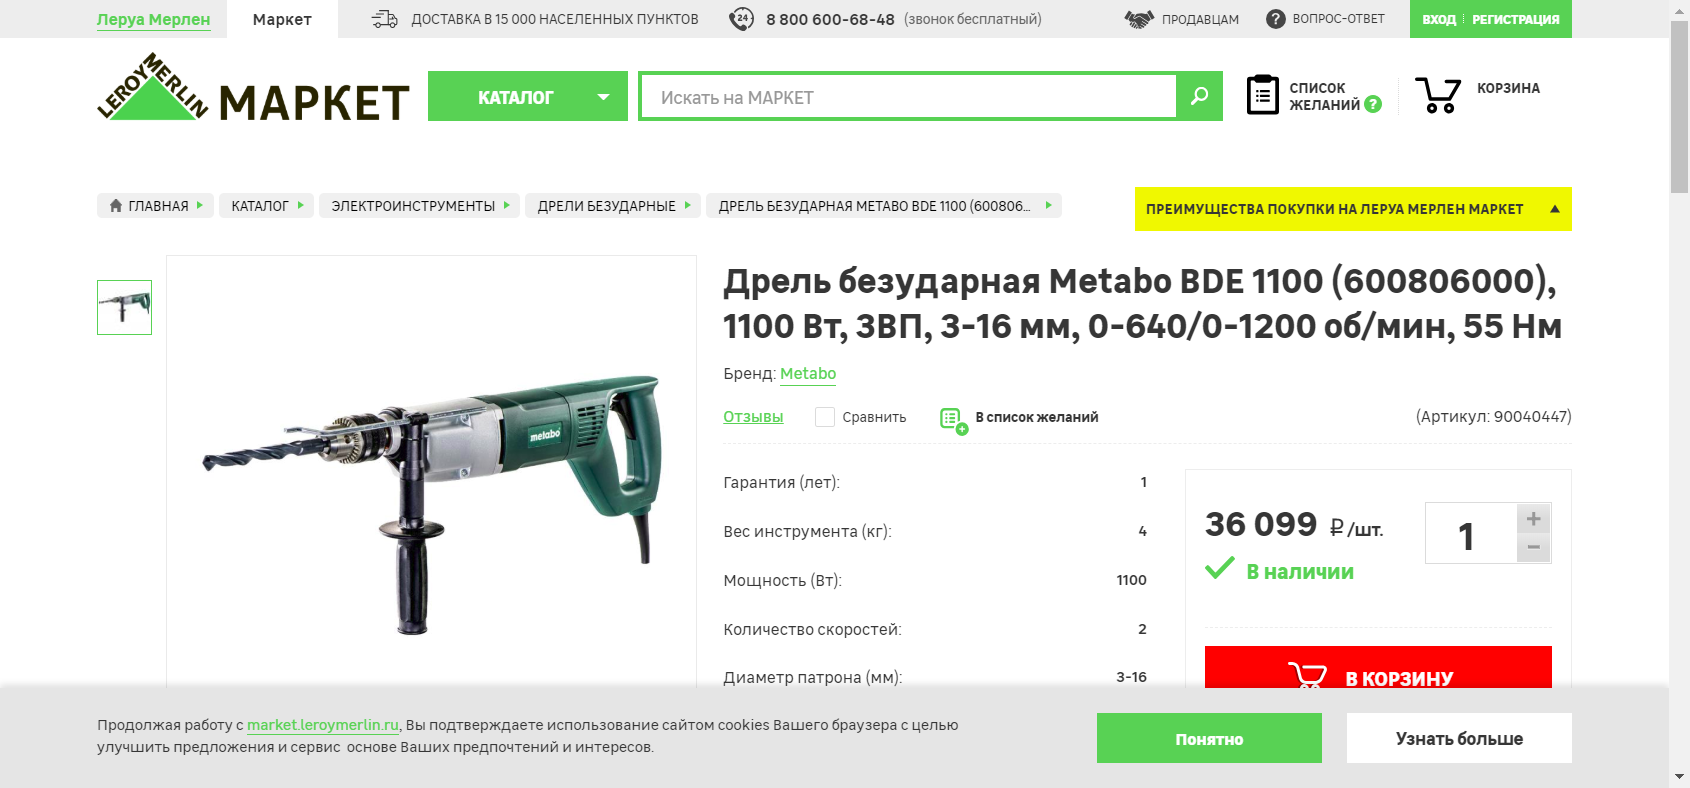 Леруа Мерлен
Маркет
ДОСТАВКА В 15 000 НАСЕЛЕННЫХ ПУНКТОВ
24
8 800 600-68-48 (звонок бесплатный)
ПРОДАВЦАМ
? ВОПРОС-ОТВЕТ
ВХОД РЕГИСТРАЦИЯ
LEROY MERLIN
МАРКЕТ
КАТАЛОГ
Искать на МАРКЕТ
СПИСОК
ЖЕЛАНИЙ ?
КОРЗИНА
ГЛАВНАЯ
КАТАЛОГ
ЭЛЕКТРОИНСТРУМЕНТЫ
ДРЕЛИ БЕЗУДАРНЫЕ
ДРЕЛЬ БЕЗУДАРНАЯ METABO BDE 1100 (600806...
ПРЕИМУЩЕСТВА ПОКУПКИ НА ЛЕРУА МЕРЛЕН МАРКЕТ
metabo
Дрель безударная Metabo BDE 1100 (600806000),
1100 Вт, ЗВП, 3-16 мм, 0-640/0-1200 об/мин, 55 Нм
Бренд: Metabo
Отзывы
Сравнить
В список желаний
(Артикул: 90040447)
Гарантия (лет): 1
Вес инструмента (кг): 4
Мощность (Вт): 1100
Количество скоростей: 2
Диаметр патрона (мм): 3-16
36 099 ₽/шт.
1
+
−
В наличии
В КОРЗИНУ
Продолжая работу с market.leroymerlin.ru, Вы подтверждаете использование сайтом cookies Вашего браузера с целью
улучшить предложения и сервис основе Ваших предпочтений и интересов.
Понятно
Узнать больше